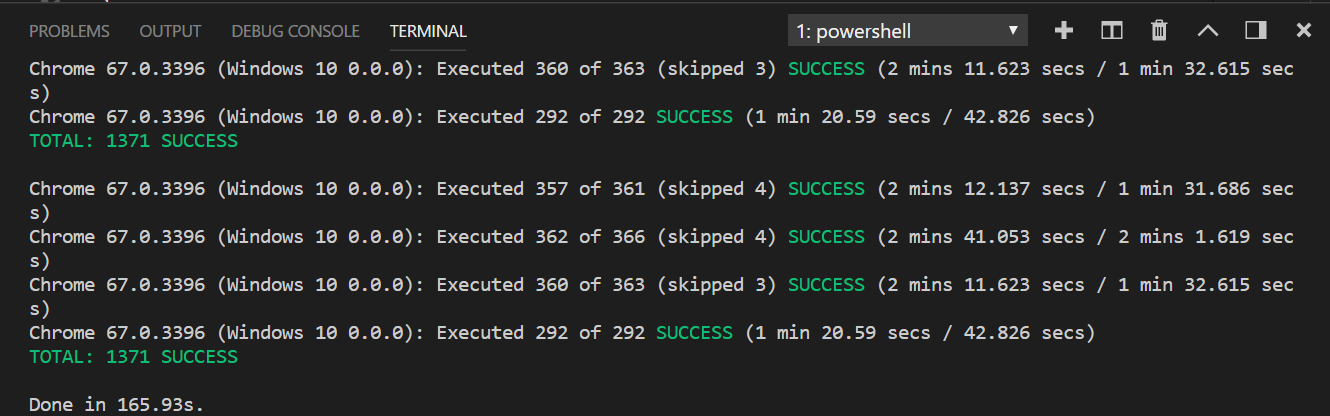 PROBLEMS OUTPUT DEBUG CONSOLE TERMINAL 1: powershell
Chrome 67.0.3396 (Windows 10 0.0.0): Executed 360 of 363 (skipped 3) SUCCESS (2 mins 11.623 secs / 1 min 32.615 sec
s)
Chrome 67.0.3396 (Windows 10 0.0.0): Executed 292 of 292 SUCCESS (1 min 20.59 secs / 42.826 secs)
TOTAL: 1371 SUCCESS
Chrome 67.0.3396 (Windows 10 0.0.0): Executed 357 of 361 (skipped 4) SUCCESS (2 mins 12.137 secs / 1 min 31.686 sec
s)
Chrome 67.0.3396 (Windows 10 0.0.0): Executed 362 of 366 (skipped 4) SUCCESS (2 mins 41.053 secs / 2 mins 1.619 sec
s)
Chrome 67.0.3396 (Windows 10 0.0.0): Executed 360 of 363 (skipped 3) SUCCESS (2 mins 11.623 secs / 1 min 32.615 sec
s)
Chrome 67.0.3396 (Windows 10 0.0.0): Executed 292 of 292 SUCCESS (1 min 20.59 secs / 42.826 secs)
TOTAL: 1371 SUCCESS
Done in 165.93s.